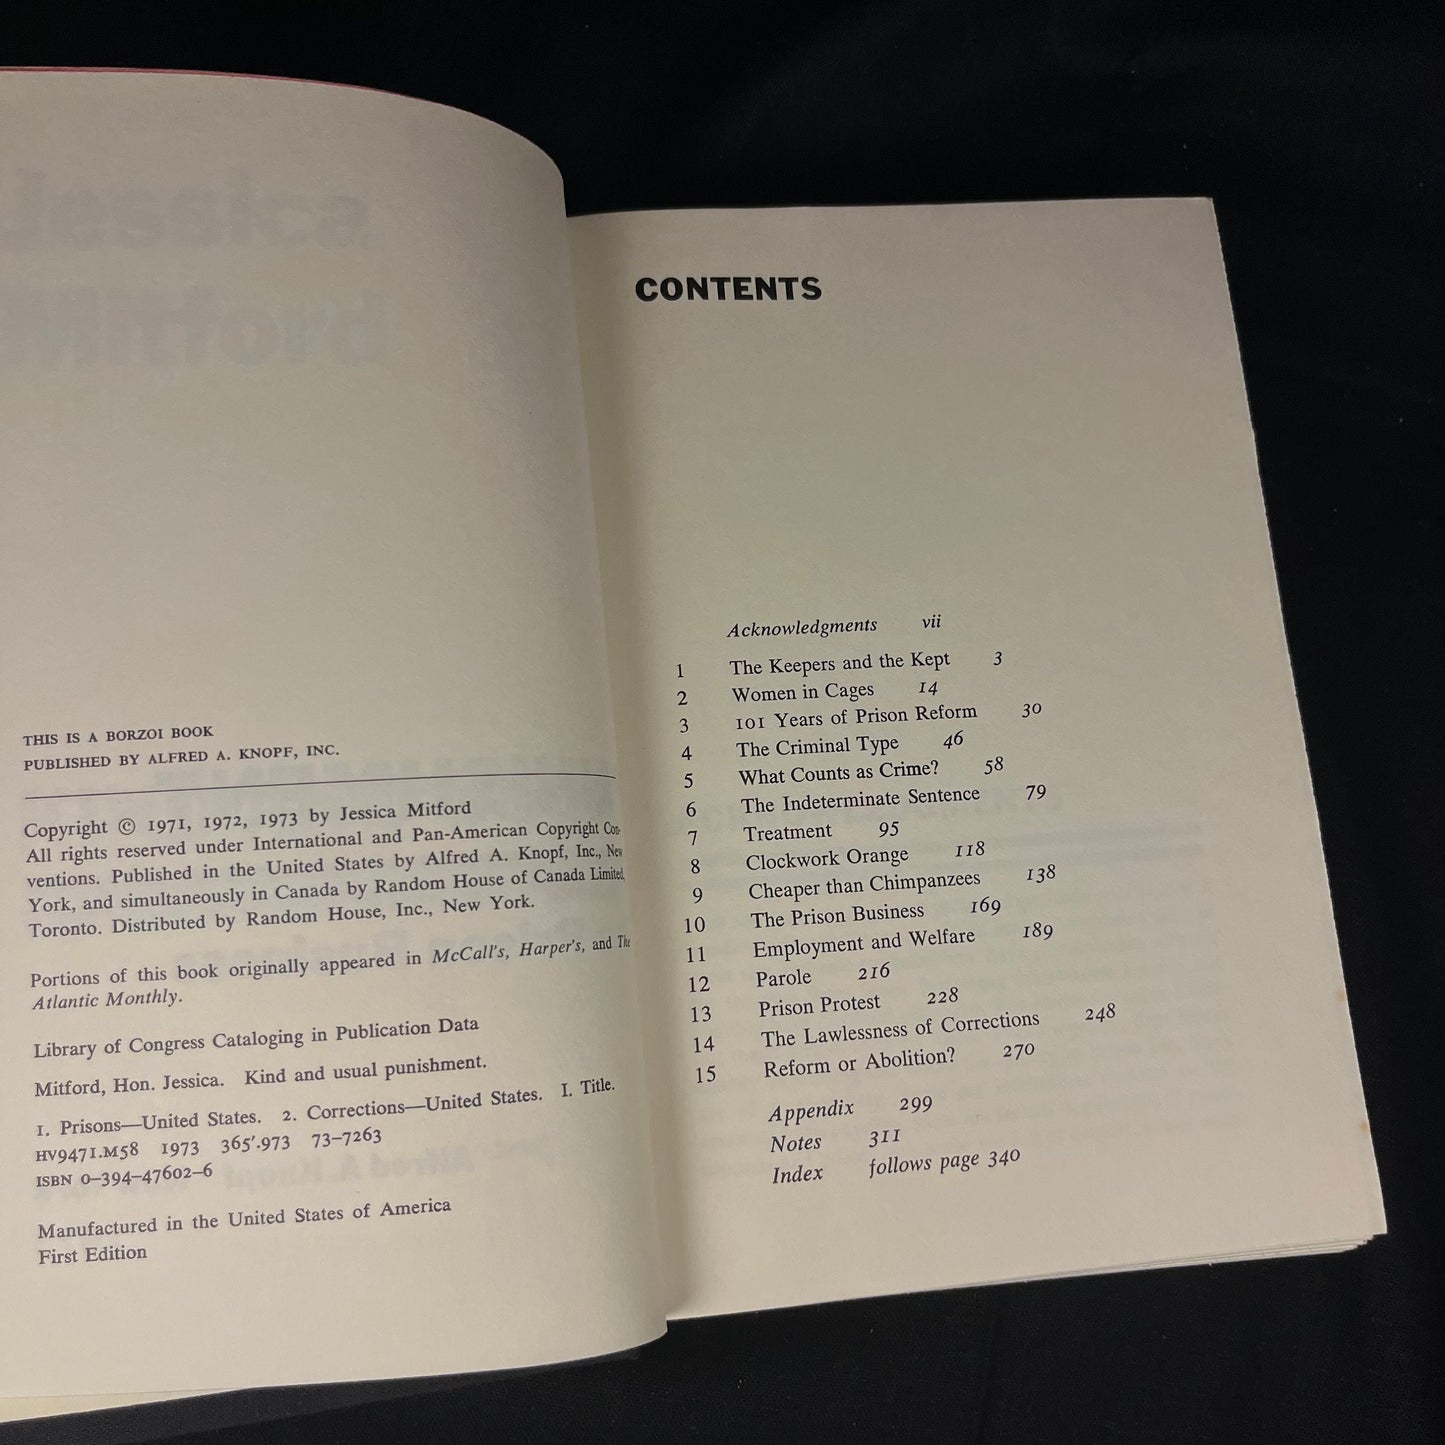 THIS IS A BORZOI BOOK
PUBLISHED BY ALFRED A. KNOPF, INC.
Copyright © 1971, 1972, 1973 by Jessica Mitford
All rights reserved under International and Pan-American Copyright Con-
ventions. Published in the United States by Alfred A. Knopf, Inc., New
York, and simultaneously in Canada by Random House of Canada Limited,
Toronto. Distributed by Random House, Inc., New York.
Portions of this book originally appeared in McCall's, Harper's, and The
Atlantic Monthly.
Library of Congress Cataloging in Publication Data
Mitford, Hon. Jessica. Kind and usual punishment.
1. Prisons—United States. 2. Corrections—United States. I. Title.
HV9471.M58 1973 365'.973 73–7263
ISBN 0–394–47602–6
Manufactured in the United States of America
First Edition
CONTENTS
Acknowledgments vii
1 The Keepers and the Kept 3
2 Women in Cages 14
3 101 Years of Prison Reform 30
4 The Criminal Type 46
5 What Counts as Crime? 58
6 The Indeterminate Sentence 79
7 Treatment 95
8 Clockwork Orange 118
9 Cheaper than Chimpanzees 138
10 The Prison Business 169
11 Employment and Welfare 189
12 Parole 216
13 Prison Protest 228
14 The Lawlessness of Corrections 248
15 Reform or Abolition? 270
Appendix 299
Notes 311
Index follows page 340